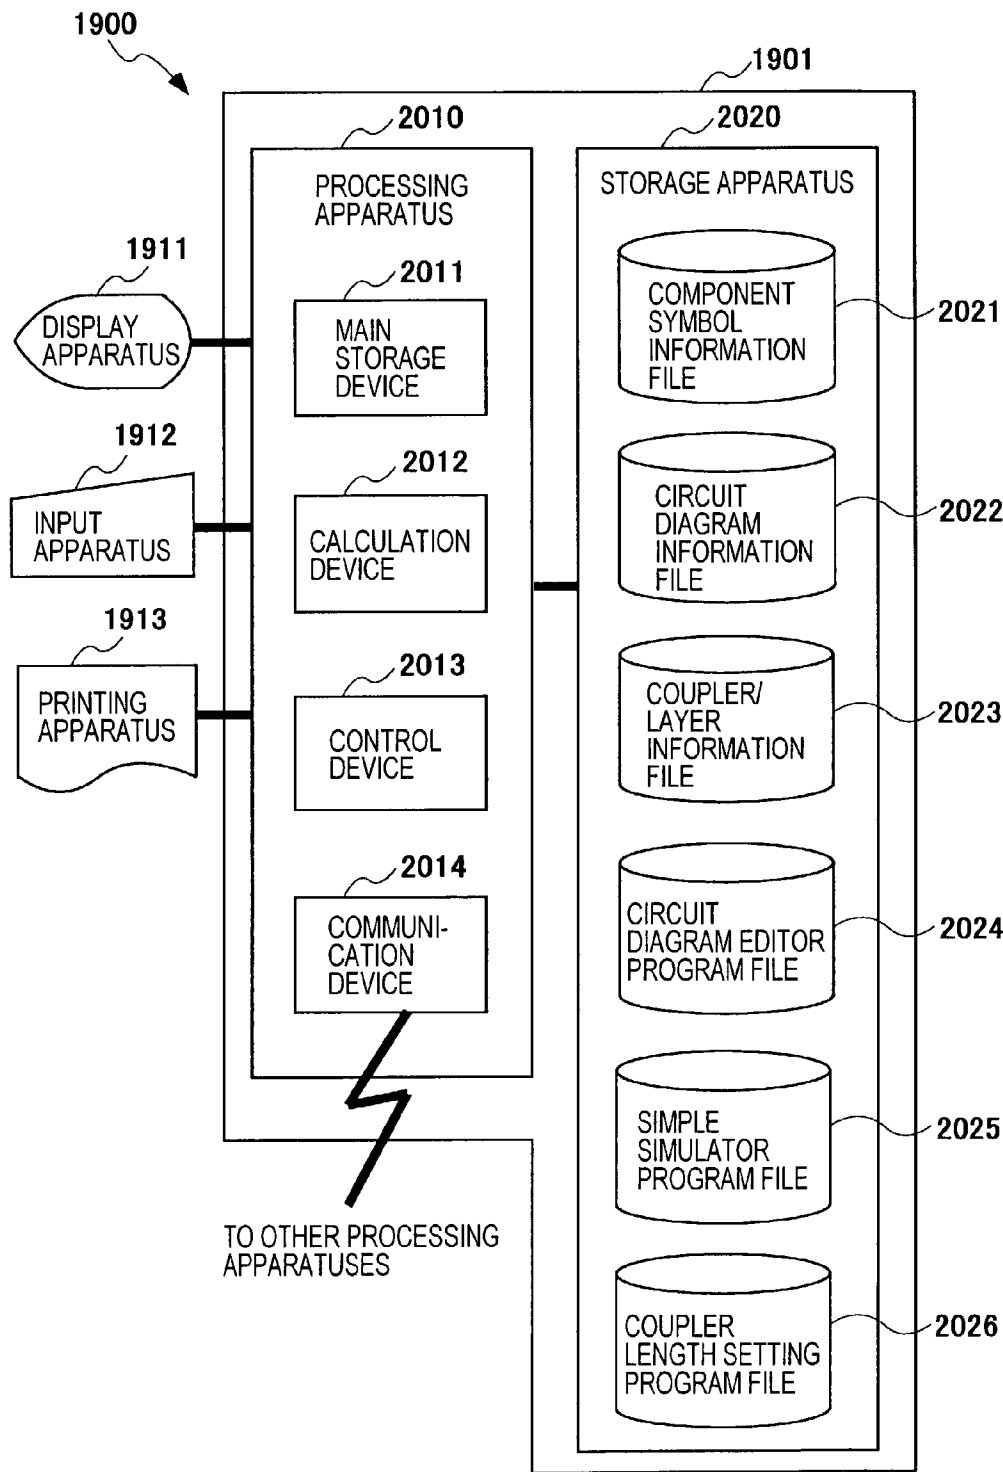 1900
1901
2010
2020
PROCESSING
APPARATUS
STORAGE APPARATUS
1911
DISPLAY
APPARATUS
2011
MAIN
STORAGE
DEVICE
COMPONENT
SYMBOL
INFORMATION
FILE
2021
1912
INPUT
APPARATUS
2012
CALCULATION
DEVICE
CIRCUIT
DIAGRAM
INFORMATION
FILE
2022
1913
PRINTING
APPARATUS
2013
CONTROL
DEVICE
COUPLER/
LAYER
INFORMATION
FILE
2023
2014
COMMUNI-
CATION
DEVICE
CIRCUIT
DIAGRAM EDITOR
PROGRAM FILE
2024
SIMPLE
SIMULATOR
PROGRAM FILE
2025
TO OTHER PROCESSING
APPARATUSES
COUPLER
LENGTH SETTING
PROGRAM FILE
2026